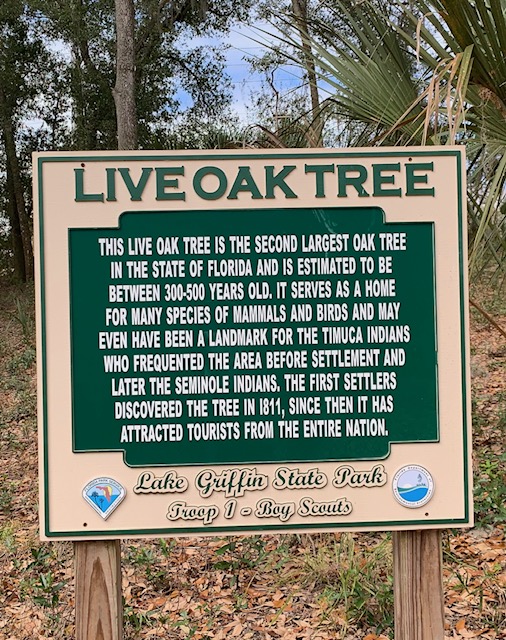 LIVE OAK TREE
THIS LIVE OAK TREE IS THE SECOND LARGEST OAK TREE
IN THE STATE OF FLORIDA AND IS ESTIMATED TO BE
BETWEEN 300-500 YEARS OLD. IT SERVES AS A HOME
FOR MANY SPECIES OF MAMMALS AND BIRDS AND MAY
EVEN HAVE BEEN A LANDMARK FOR THE TIMUCA INDIANS
WHO FREQUENTED THE AREA BEFORE SETTLEMENT AND
LATER THE SEMINOLE INDIANS. THE FIRST SETTLERS
DISCOVERED THE TREE IN 1811, SINCE THEN IT HAS
ATTRACTED TOURISTS FROM THE ENTIRE NATION.
Lake Griffin State Park
Troop 1 - Boy Scouts